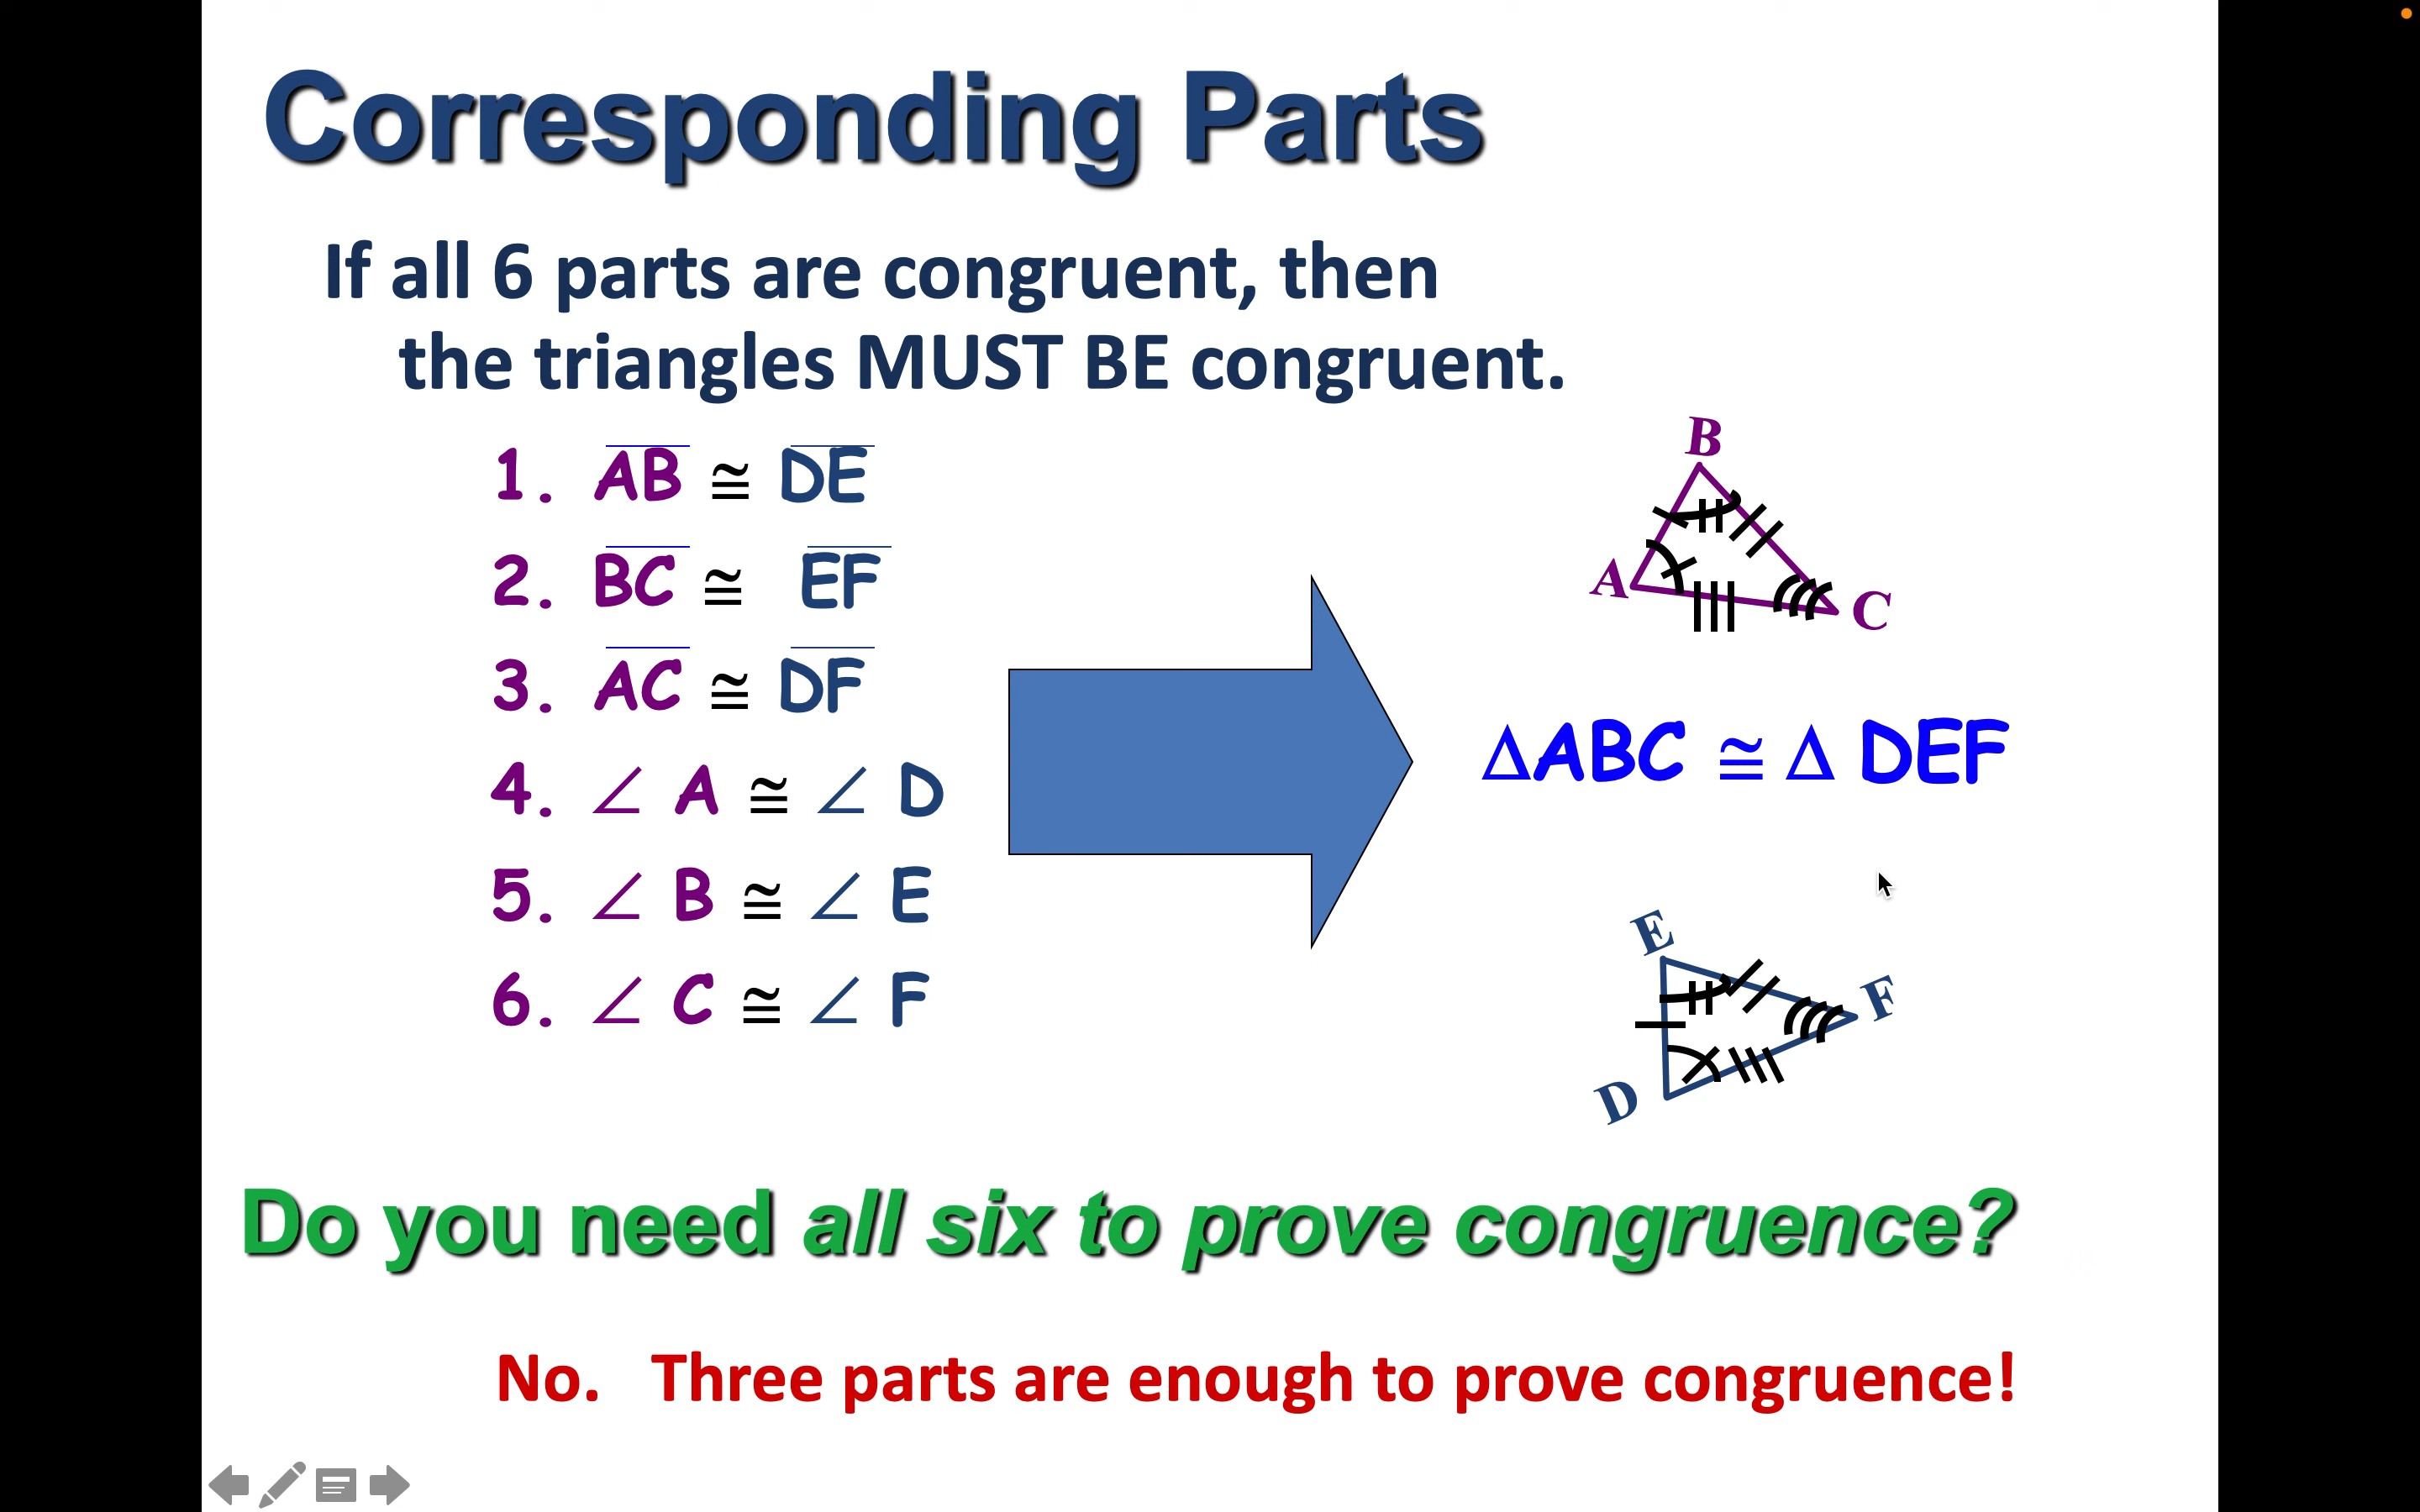 Corresponding Parts
If all 6 parts are congruent, then
the triangles MUST BE congruent.
1. AB ≅ DE
2. BC ≅ EF
3. AC ≅ DF
4. ∠ A ≅ ∠ D
5. ∠ B ≅ ∠ E
6. ∠ C ≅ ∠ F
B
A
C
ΔABC ≅ Δ DEF
E
F
D
Do you need all six to prove congruence?
No. Three parts are enough to prove congruence!